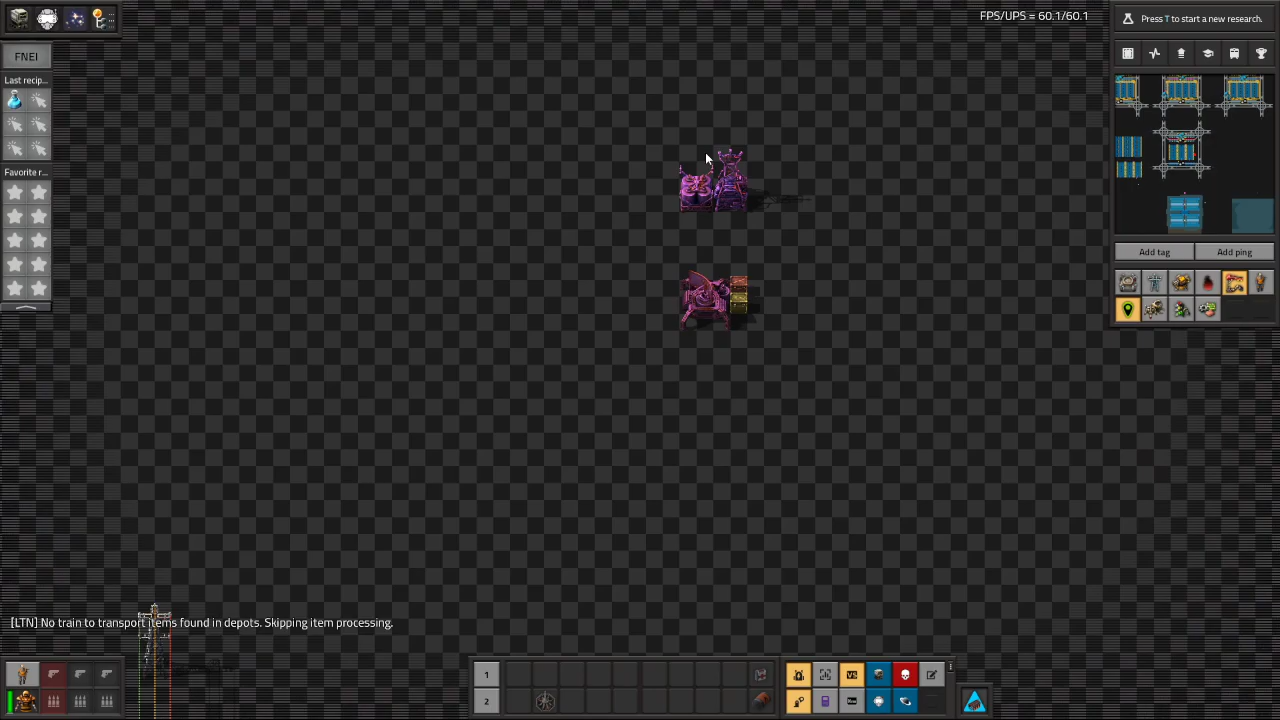 FPS/UPS = 60.1/60.1
Press T to start a new research.
FNEI
Last recip...
Favorite r...
Add tag
Add ping
[LTN] No train to transport items found in depots. Skipping item processing.
1
2